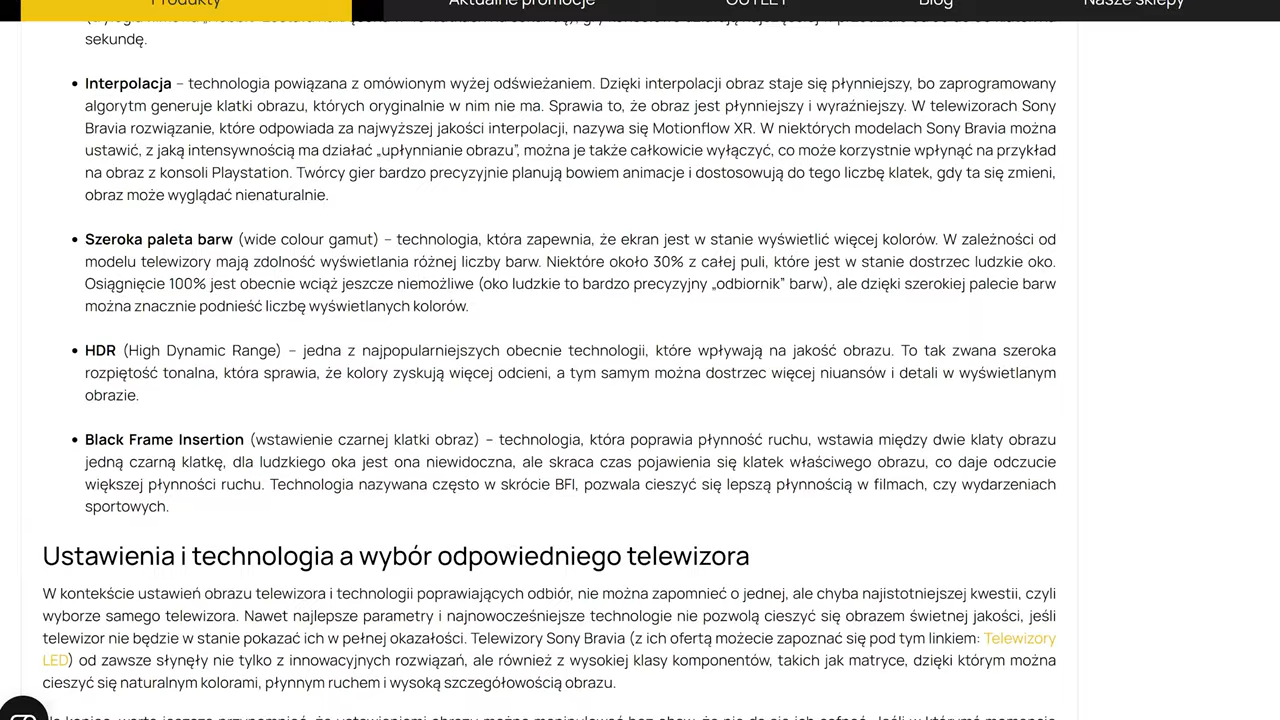 Produkty
Aktualne promocje
OUTLET
Blog
Nasze sklepy
sekundę.
Interpolacja – technologia powiązana z omówionym wyżej odświeżaniem. Dzięki interpolacji obraz staje się płynniejszy, bo zaprogramowany
algorytm generuje klatki obrazu, których oryginalnie w nim nie ma. Sprawia to, że obraz jest płynniejszy i wyraźniejszy. W telewizorach Sony
Bravia rozwiązanie, które odpowiada za najwyższej jakości interpolacji, nazywa się Motionflow XR. W niektórych modelach Sony Bravia można
ustawić, z jaką intensywnością ma działać „upłynnianie obrazu”, można je także całkowicie wyłączyć, co może korzystnie wpłynąć na przykład
na obraz z konsoli Playstation. Twórcy gier bardzo precyzyjnie planują bowiem animacje i dostosowują do tego liczbę klatek, gdy ta się zmieni,
obraz może wyglądać nienaturalnie.
Szeroka paleta barw (wide colour gamut) – technologia, która zapewnia, że ekran jest w stanie wyświetlić więcej kolorów. W zależności od
modelu telewizory mają zdolność wyświetlania różnej liczby barw. Niektóre około 30% z całej puli, które jest w stanie dostrzec ludzkie oko.
Osiągnięcie 100% jest obecnie wciąż jeszcze niemożliwe (oko ludzkie to bardzo precyzyjny „odbiornik” barw), ale dzięki szerokiej palecie barw
można znacznie podnieść liczbę wyświetlanych kolorów.
HDR (High Dynamic Range) – jedna z najpopularniejszych obecnie technologii, które wpływają na jakość obrazu. To tak zwana szeroka
rozpiętość tonalna, która sprawia, że kolory zyskują więcej odcieni, a tym samym można dostrzec więcej niuansów i detali w wyświetlanym
obrazie.
Black Frame Insertion (wstawienie czarnej klatki obraz) – technologia, która poprawia płynność ruchu, wstawia między dwie klaty obrazu
jedną czarną klatkę, dla ludzkiego oka jest ona niewidoczna, ale skraca czas pojawienia się klatek właściwego obrazu, co daje odczucie
większej płynności ruchu. Technologia nazywana często w skrócie BFI, pozwala cieszyć się lepszą płynnością w filmach, czy wydarzeniach
sportowych.
Ustawienia i technologia a wybór odpowiedniego telewizora
W kontekście ustawień obrazu telewizora i technologii poprawiających odbiór, nie można zapomnieć o jednej, ale chyba najistotniejszej kwestii, czyli
wyborze samego telewizora. Nawet najlepsze parametry i najnowocześniejsze technologie nie pozwolą cieszyć się obrazem świetnej jakości, jeśli
telewizor nie będzie w stanie pokazać ich w pełnej okazałości. Telewizory Sony Bravia (z ich ofertą możecie zapoznać się pod tym linkiem: Telewizory
LED) od zawsze słynęły nie tylko z innowacyjnych rozwiązań, ale również z wysokiej klasy komponentów, takich jak matryce, dzięki którym można
cieszyć się naturalnym kolorami, płynnym ruchem i wysoką szczegółowością obrazu.